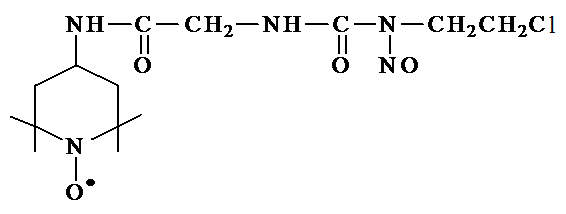 NH C CH2 NH C N CH2CH2Cl
O O NO
N
O•